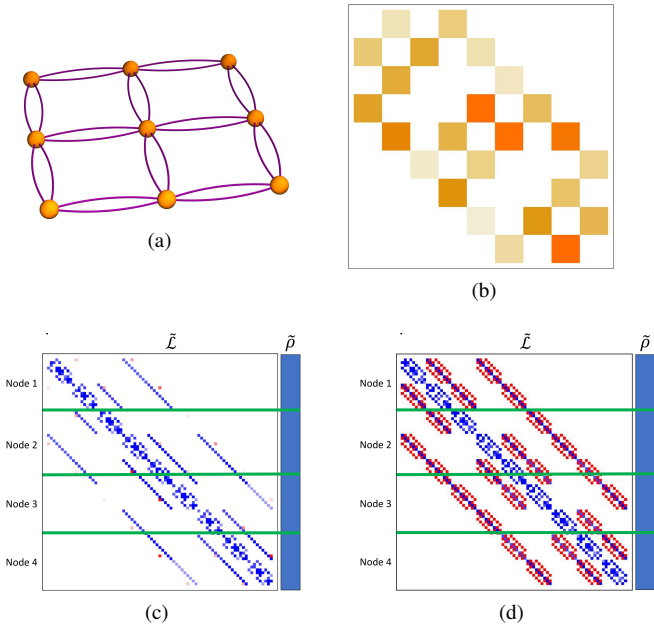 (a)
(b)
ℒ̃ ρ̃
Node 1
Node 2
Node 3
Node 4
(c)
ℒ̃ ρ̃
Node 1
Node 2
Node 3
Node 4
(d)